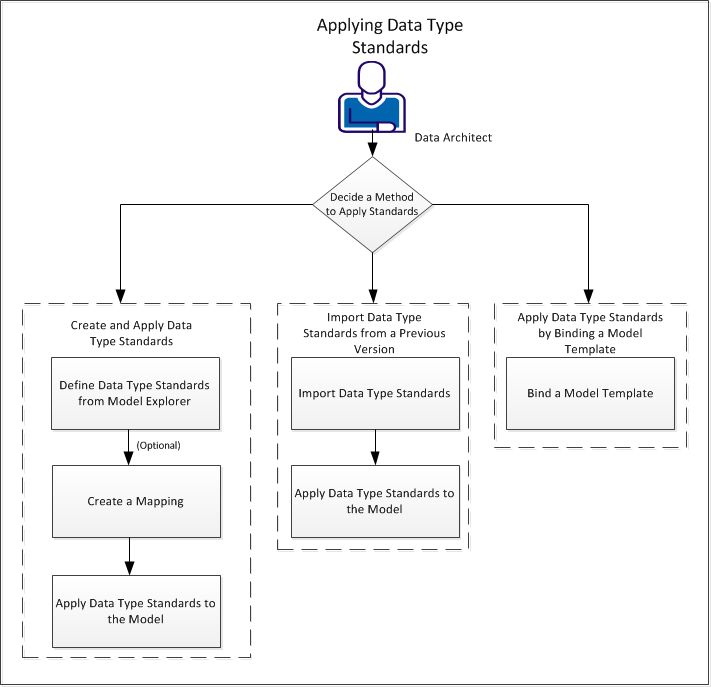 Applying Data Type
Standards
Data Architect
Decide a Method
to Apply Standards
Create and Apply Data
Type Standards
Define Data Type Standards
from Model Explorer
(Optional)
Create a Mapping
Apply Data Type Standards to
the Model
Import Data Type
Standards from a Previous
Version
Import Data Type Standards
Apply Data Type Standards to
the Model
Apply Data Type Standards
by Binding a Model
Template
Bind a Model Template